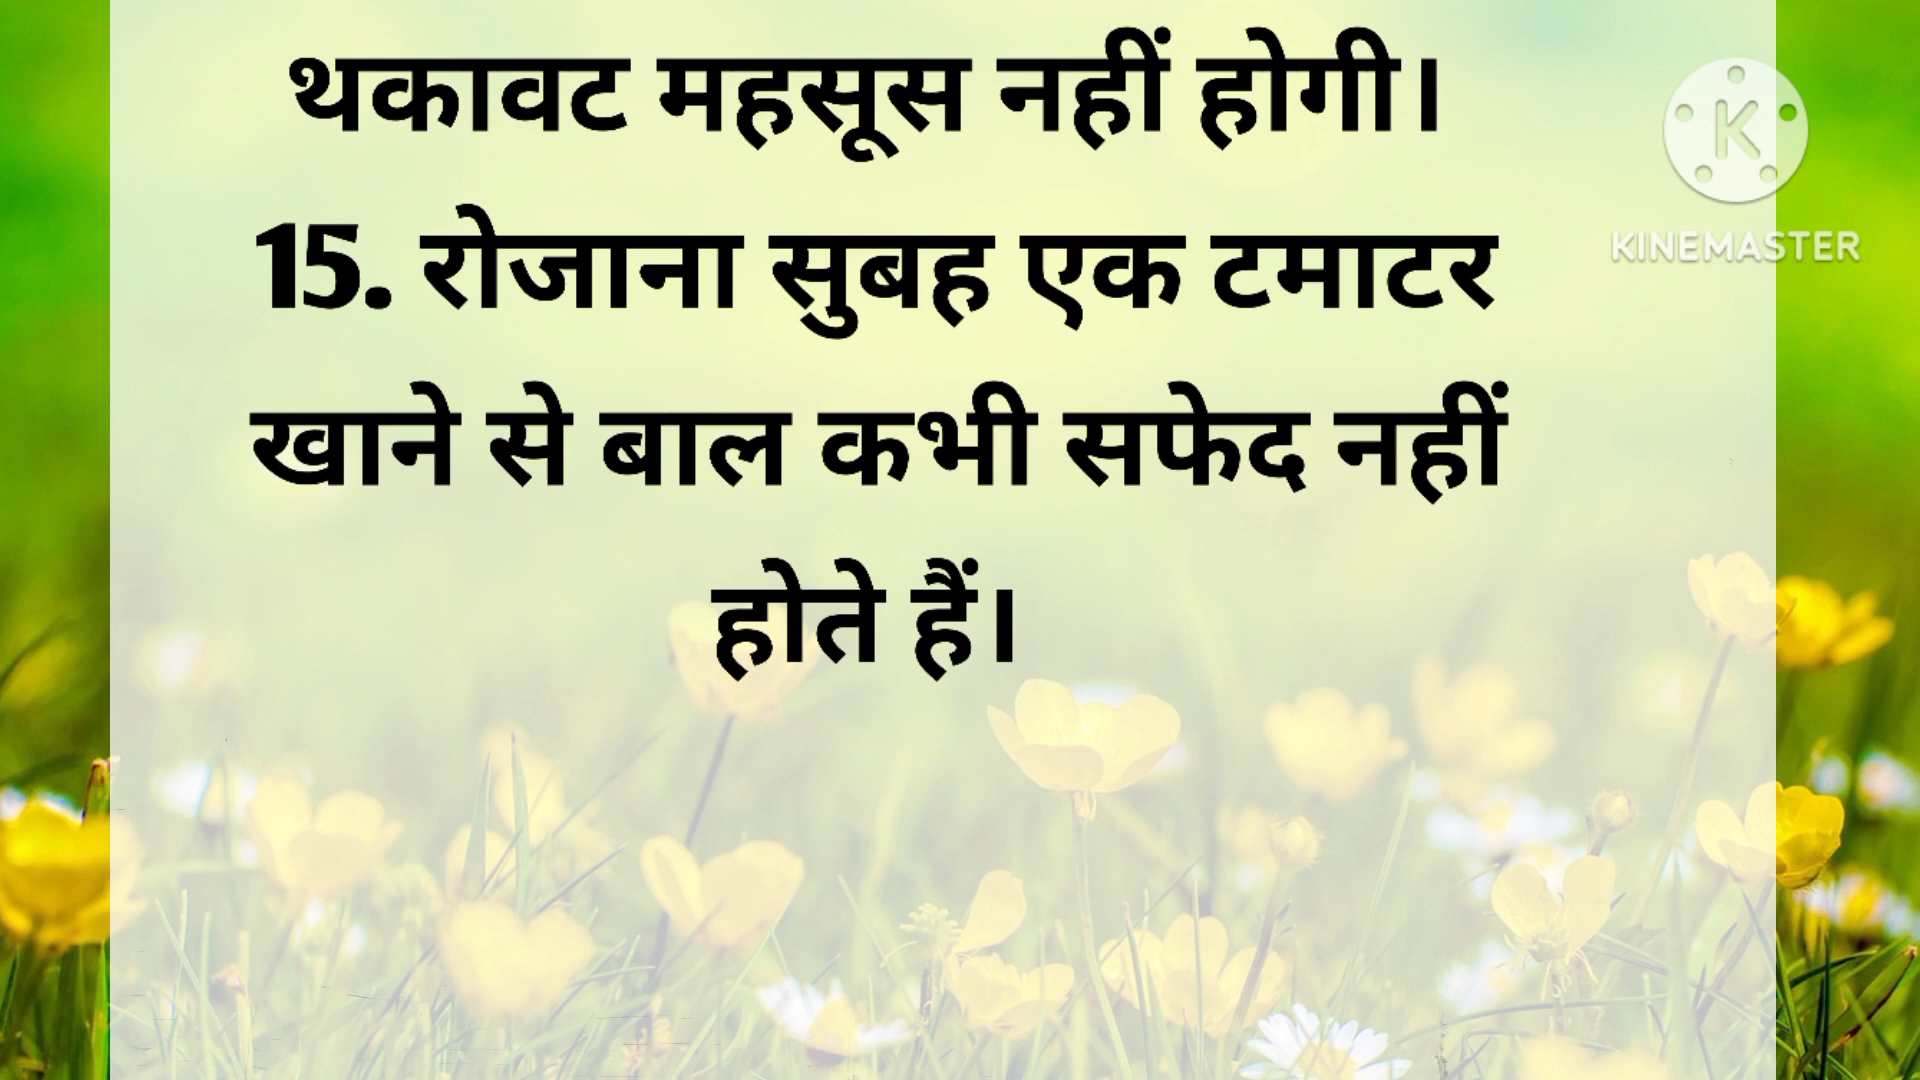 थकावट महसूस नहीं होगी।
15. रोजाना सुबह एक टमाटर
खाने से बाल कभी सफेद नहीं
होते हैं।
K
KINEMASTER